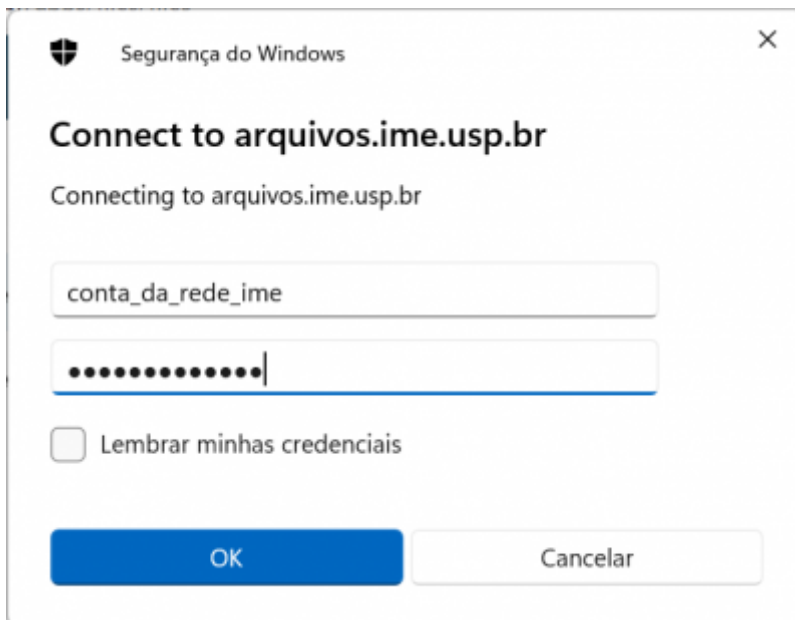 Segurança do Windows
Connect to arquivos.ime.usp.br
Connecting to arquivos.ime.usp.br
conta_da_rede_ime
●●●●●●●●●●●●●
Lembrar minhas credenciais
OK
Cancelar